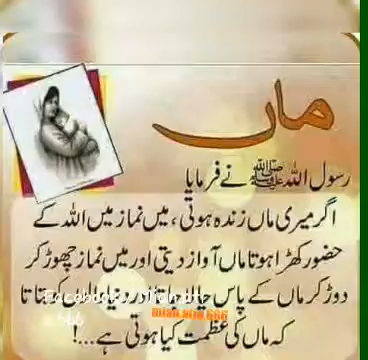 ماں
رسول اللہ ﷺ نے فرمایا
اگر میری ماں زندہ ہوتی، میں نماز میں اللہ کے
حضور کھڑا ہوتا ماں آواز دیتی اور میں نماز چھوڑ کر
دوڑ کر ماں کے پاس اور دنیا کو بتاتا
کہ ماں کی عظمت کیا ہوتی ہے...!
666